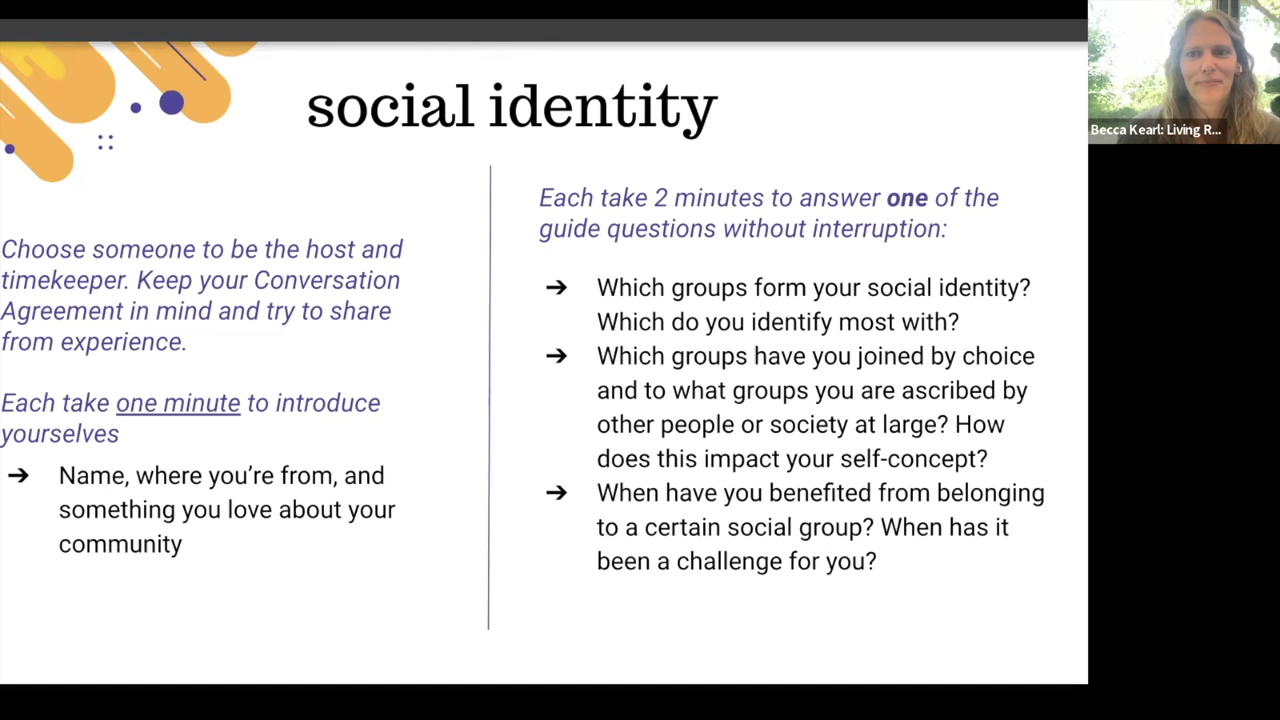 social identity
Choose someone to be the host and
timekeeper. Keep your Conversation
Agreement in mind and try to share
from experience.
Each take one minute to introduce
yourselves
➔ Name, where you’re from, and
something you love about your
community
Each take 2 minutes to answer one of the
guide questions without interruption:
➔ Which groups form your social identity?
Which do you identify most with?
➔ Which groups have you joined by choice
and to what groups you are ascribed by
other people or society at large? How
does this impact your self-concept?
➔ When have you benefited from belonging
to a certain social group? When has it
been a challenge for you?
Becca Kearl: Living R...